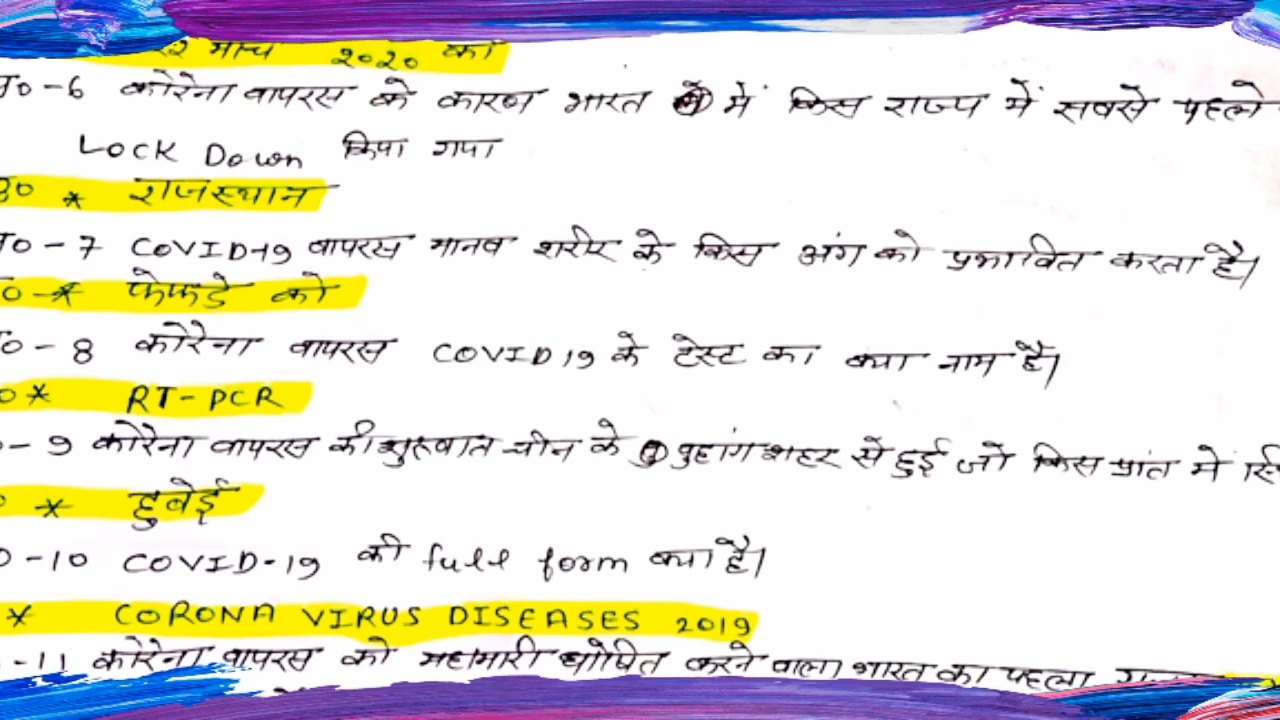 मार्च 2020 को
प्र0-6 कोरेना वायरस के कारण भारत में किस राज्य में सबसे पहले
Lock Down किया गया
उ0 * राजस्थान
प्र0-7 COVID-19 वायरस मानव शरीर के किस अंग को प्रभावित करता है।
उ0-* फेफडे को
प्र0-8 कोरेना वायरस COVID19 के टेस्ट का क्या नाम है।
उ0* RT-PCR
-9 कोरेना वायरस की शुरुवात चीन के वुहांग शहर से हुई जो किस प्रांत में
* हुबेई
0-10 COVID-19 की full form क्या है।
* CORONA VIRUS DISEASES 2019
-11 कोरेना वायरस को महामारी घोषित करने वाला भारत का पहला